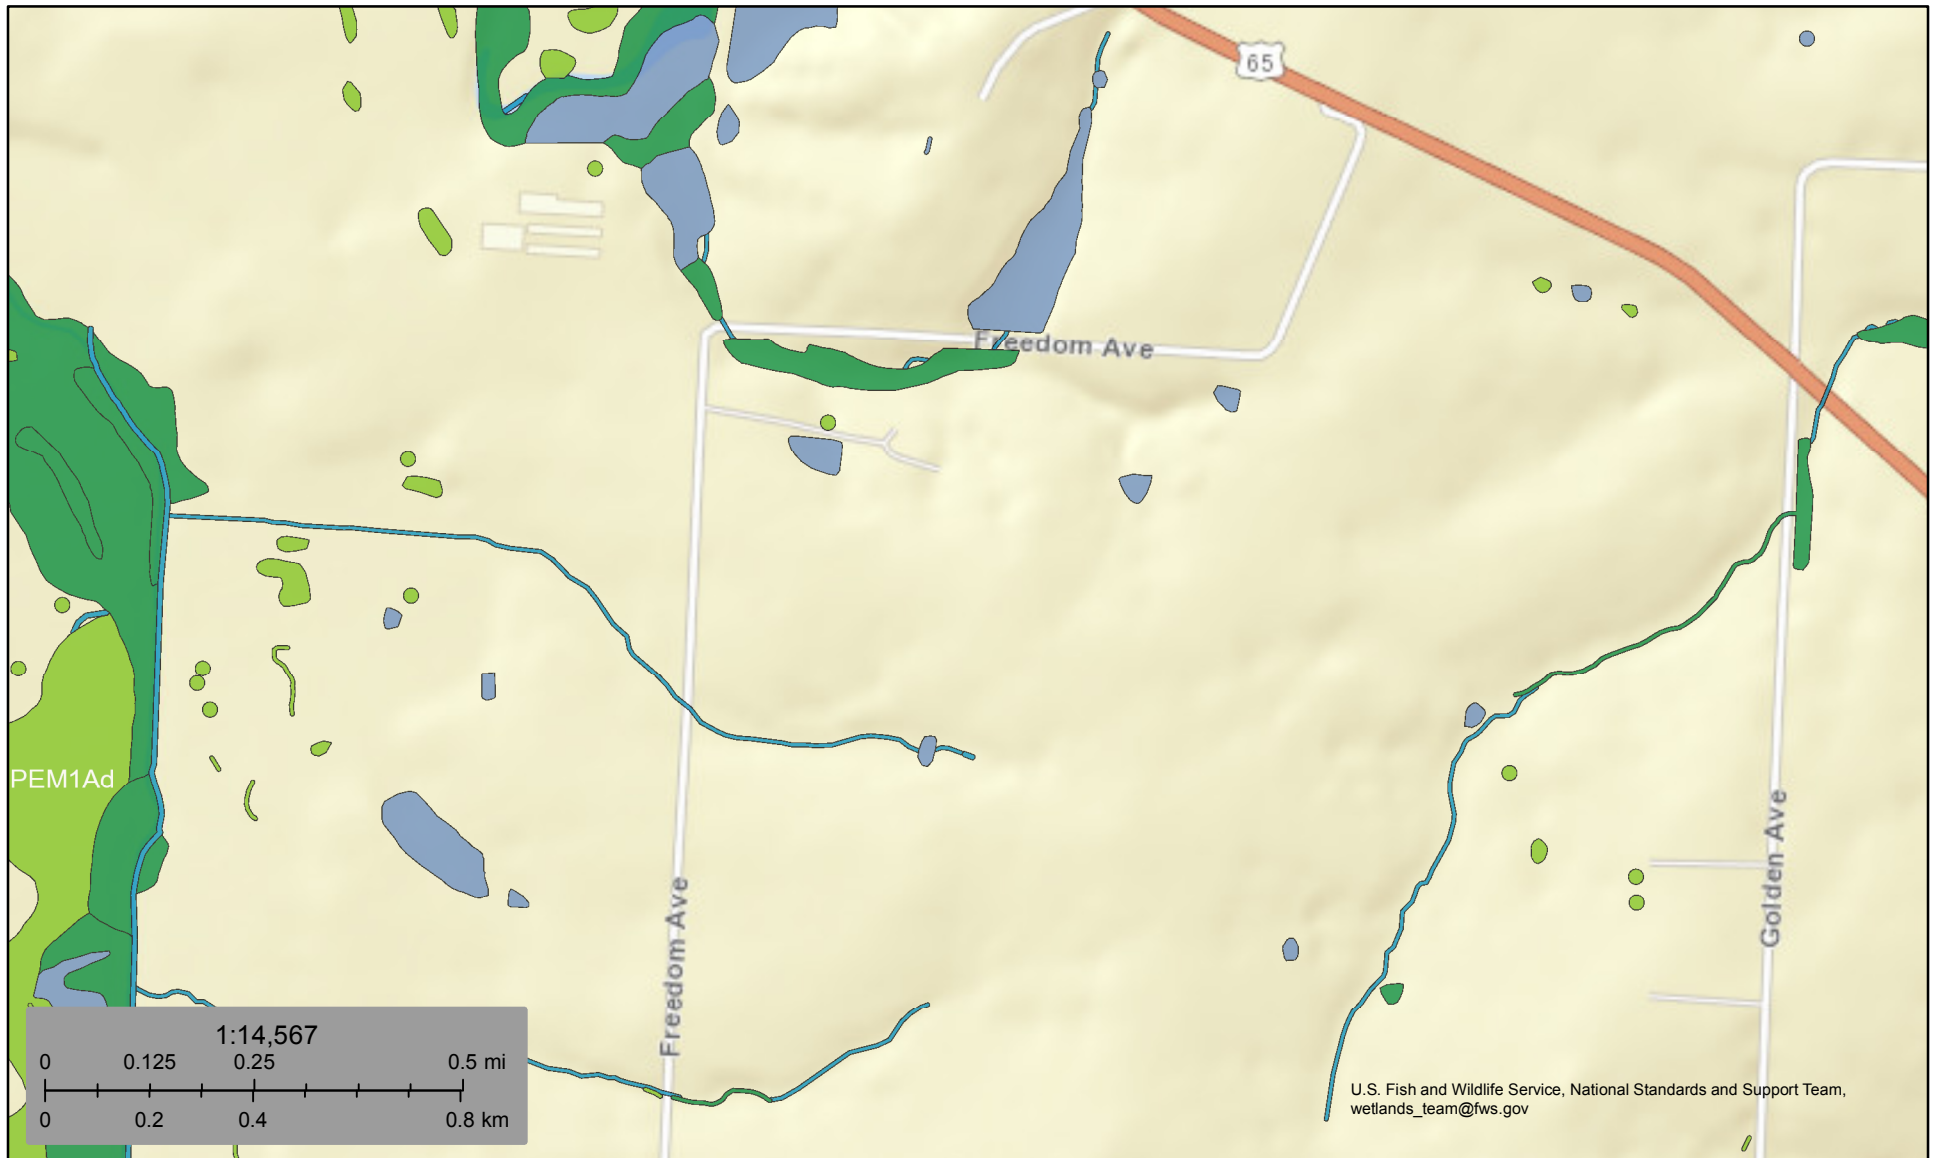 65
Freedom Ave
PEM1Ad
Freedom Ave
Golden Ave
1:14,567
0 0.125 0.25 0.5 mi
0 0.2 0.4 0.8 km
U.S. Fish and Wildlife Service, National Standards and Support Team,
wetlands_team@fws.gov